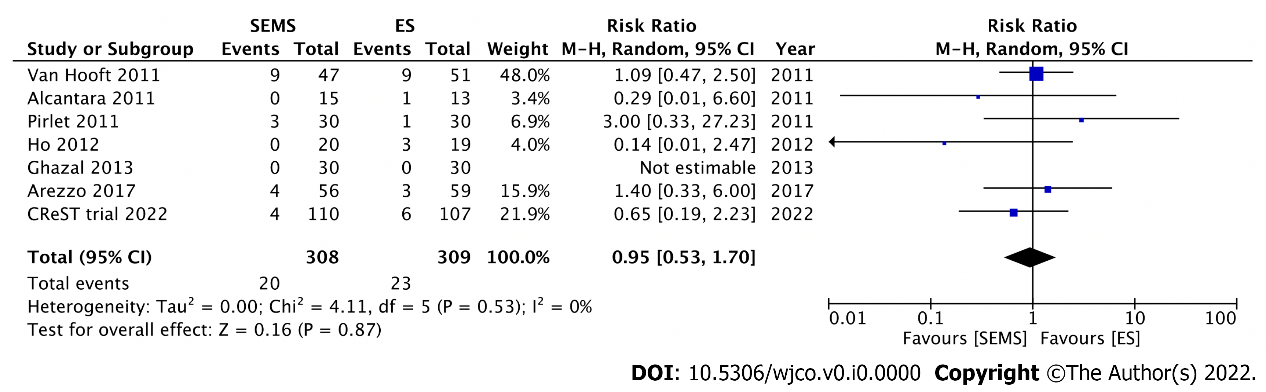 SEMS ES Risk Ratio Risk Ratio
Study or Subgroup Events Total Events Total Weight M-H, Random, 95% CI Year M-H, Random, 95% CI
Van Hooft 2011 9 47 9 51 48.0% 1.09 [0.47, 2.50] 2011
Alcantara 2011 0 15 1 13 3.4% 0.29 [0.01, 6.60] 2011
Pirlet 2011 3 30 1 30 6.9% 3.00 [0.33, 27.23] 2011
Ho 2012 0 20 3 19 4.0% 0.14 [0.01, 2.47] 2012
Ghazal 2013 0 30 0 30 Not estimable 2013
Arezzo 2017 4 56 3 59 15.9% 1.40 [0.33, 6.00] 2017
CReST trial 2022 4 110 6 107 21.9% 0.65 [0.19, 2.23] 2022
Total (95% CI) 308 309 100.0% 0.95 [0.53, 1.70]
Total events 20 23
Heterogeneity: Tau² = 0.00; Chi² = 4.11, df = 5 (P = 0.53); I² = 0%
Test for overall effect: Z = 0.16 (P = 0.87)
0.01 0.1 1 10 100
Favours [SEMS] Favours [ES]
DOI: 10.5306/wjco.v0.i0.0000 Copyright ©The Author(s) 2022.